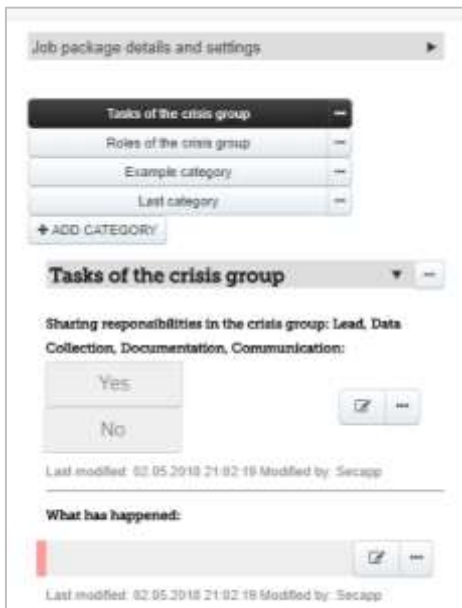 Job package details and settings
Tasks of the crisis group
Roles of the crisis group
Example category
Last category
+ ADD CATEGORY
Tasks of the crisis group
Sharing responsibilities in the crisis group: Lead, Data
Collection, Documentation, Communication:
Yes
No
Last modified: 02.05.2018 21:02:19 Modified by: Secapp
What has happened:
Last modified: 02.05.2018 21:02:19 Modified by: Secapp